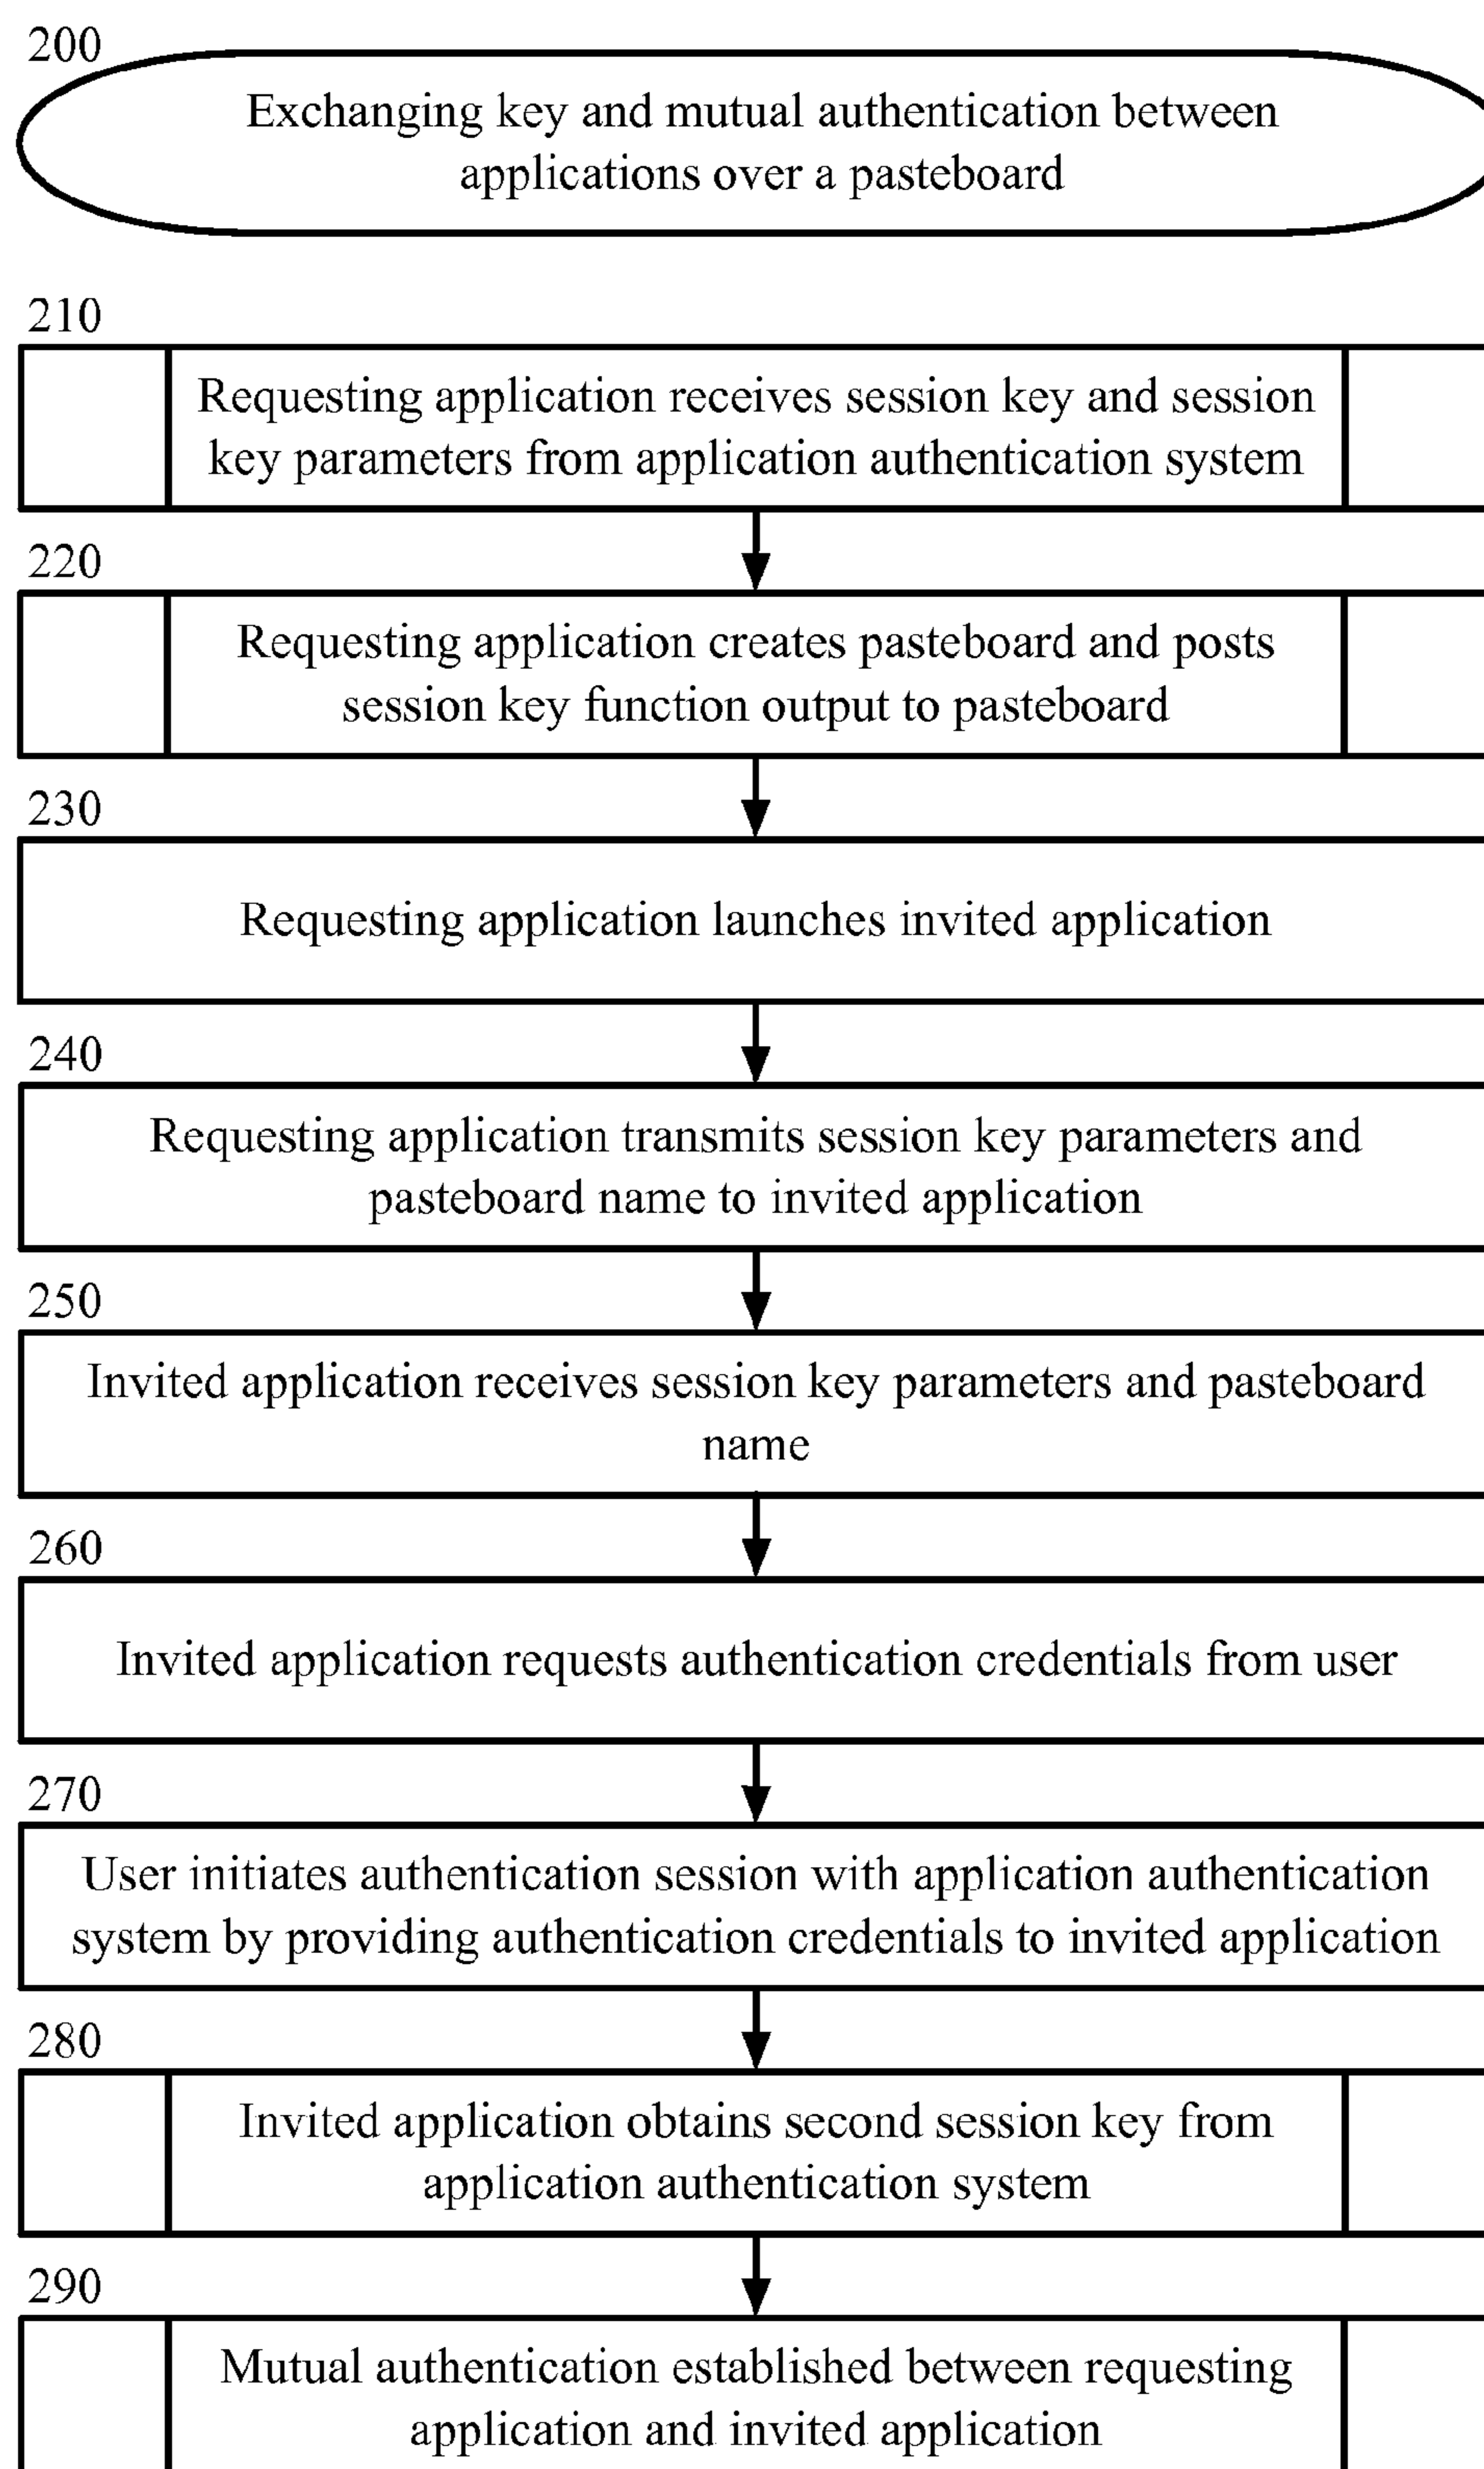 200
Exchanging key and mutual authentication between
applications over a pasteboard
210
Requesting application receives session key and session
key parameters from application authentication system
220
Requesting application creates pasteboard and posts
session key function output to pasteboard
230
Requesting application launches invited application
240
Requesting application transmits session key parameters and
pasteboard name to invited application
250
Invited application receives session key parameters and pasteboard
name
260
Invited application requests authentication credentials from user
270
User initiates authentication session with application authentication
system by providing authentication credentials to invited application
280
Invited application obtains second session key from
application authentication system
290
Mutual authentication established between requesting
application and invited application